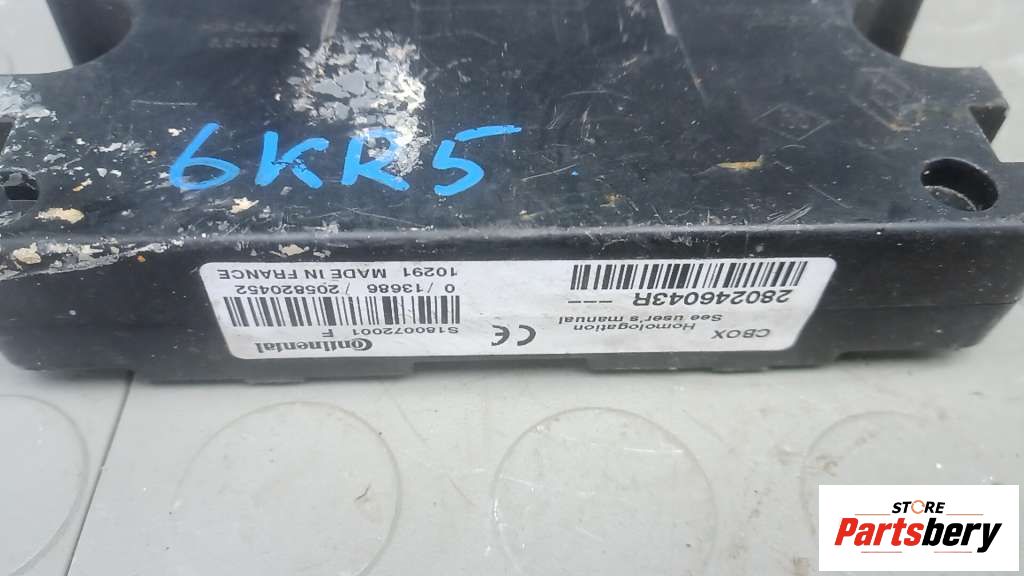 6KR5
CBOX
Homologation
See user's manual
280246043R ---
CE
Continental
S180072001 F
0 / 13686 / 205820452
10291 MADE IN FRANCE
STORE
Partsbery